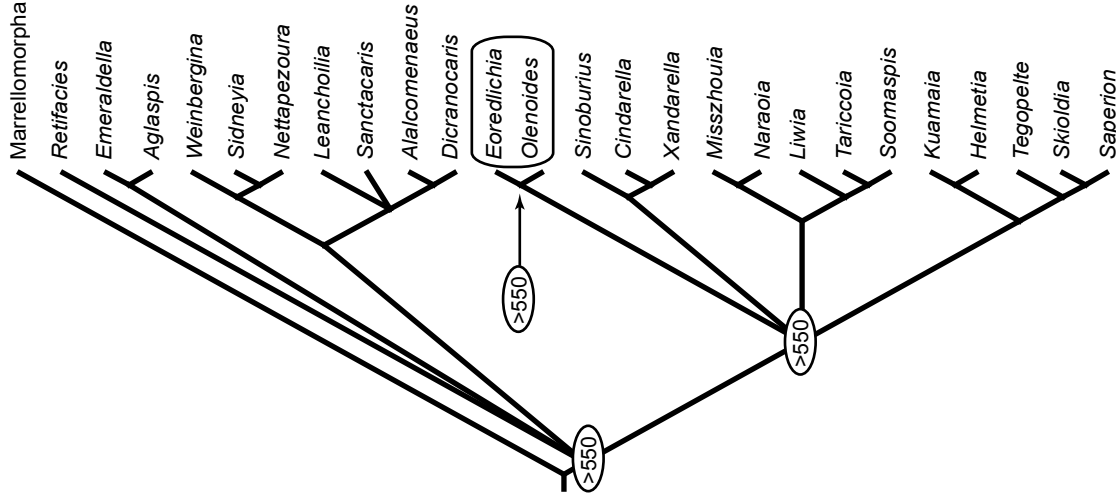 Marrellomorpha
Retifacies
Emeraldella
Aglaspis
Weinbergina
Sidneyia
Nettapezoura
Leanchoilia
Sanctacaris
Alalcomenaeus
Dicranocaris
Eoredlichia
Olenoides
Sinoburius
Cindarella
Xandarella
Misszhouia
Naraoia
Liwia
Tariccoia
Soomaspis
Kuamaia
Helmetia
Tegopelte
Skioldia
Saperion
>550
>550
>550